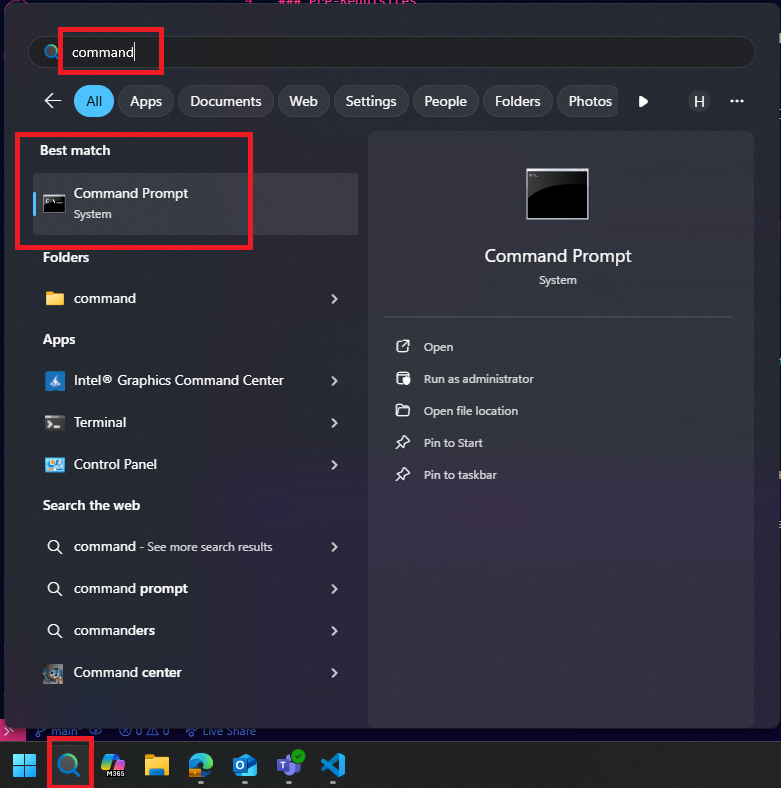 ### Pre-Requisites
command
All Apps Documents Web Settings People Folders Photos H
Best match
Command Prompt
System
Folders
command
Apps
Intel® Graphics Command Center
Terminal
Control Panel
Search the web
command - See more search results
command prompt
commanders
Command center
Command Prompt
System
Open
Run as administrator
Open file location
Pin to Start
Pin to taskbar
main* 0 0 Live Share
M365